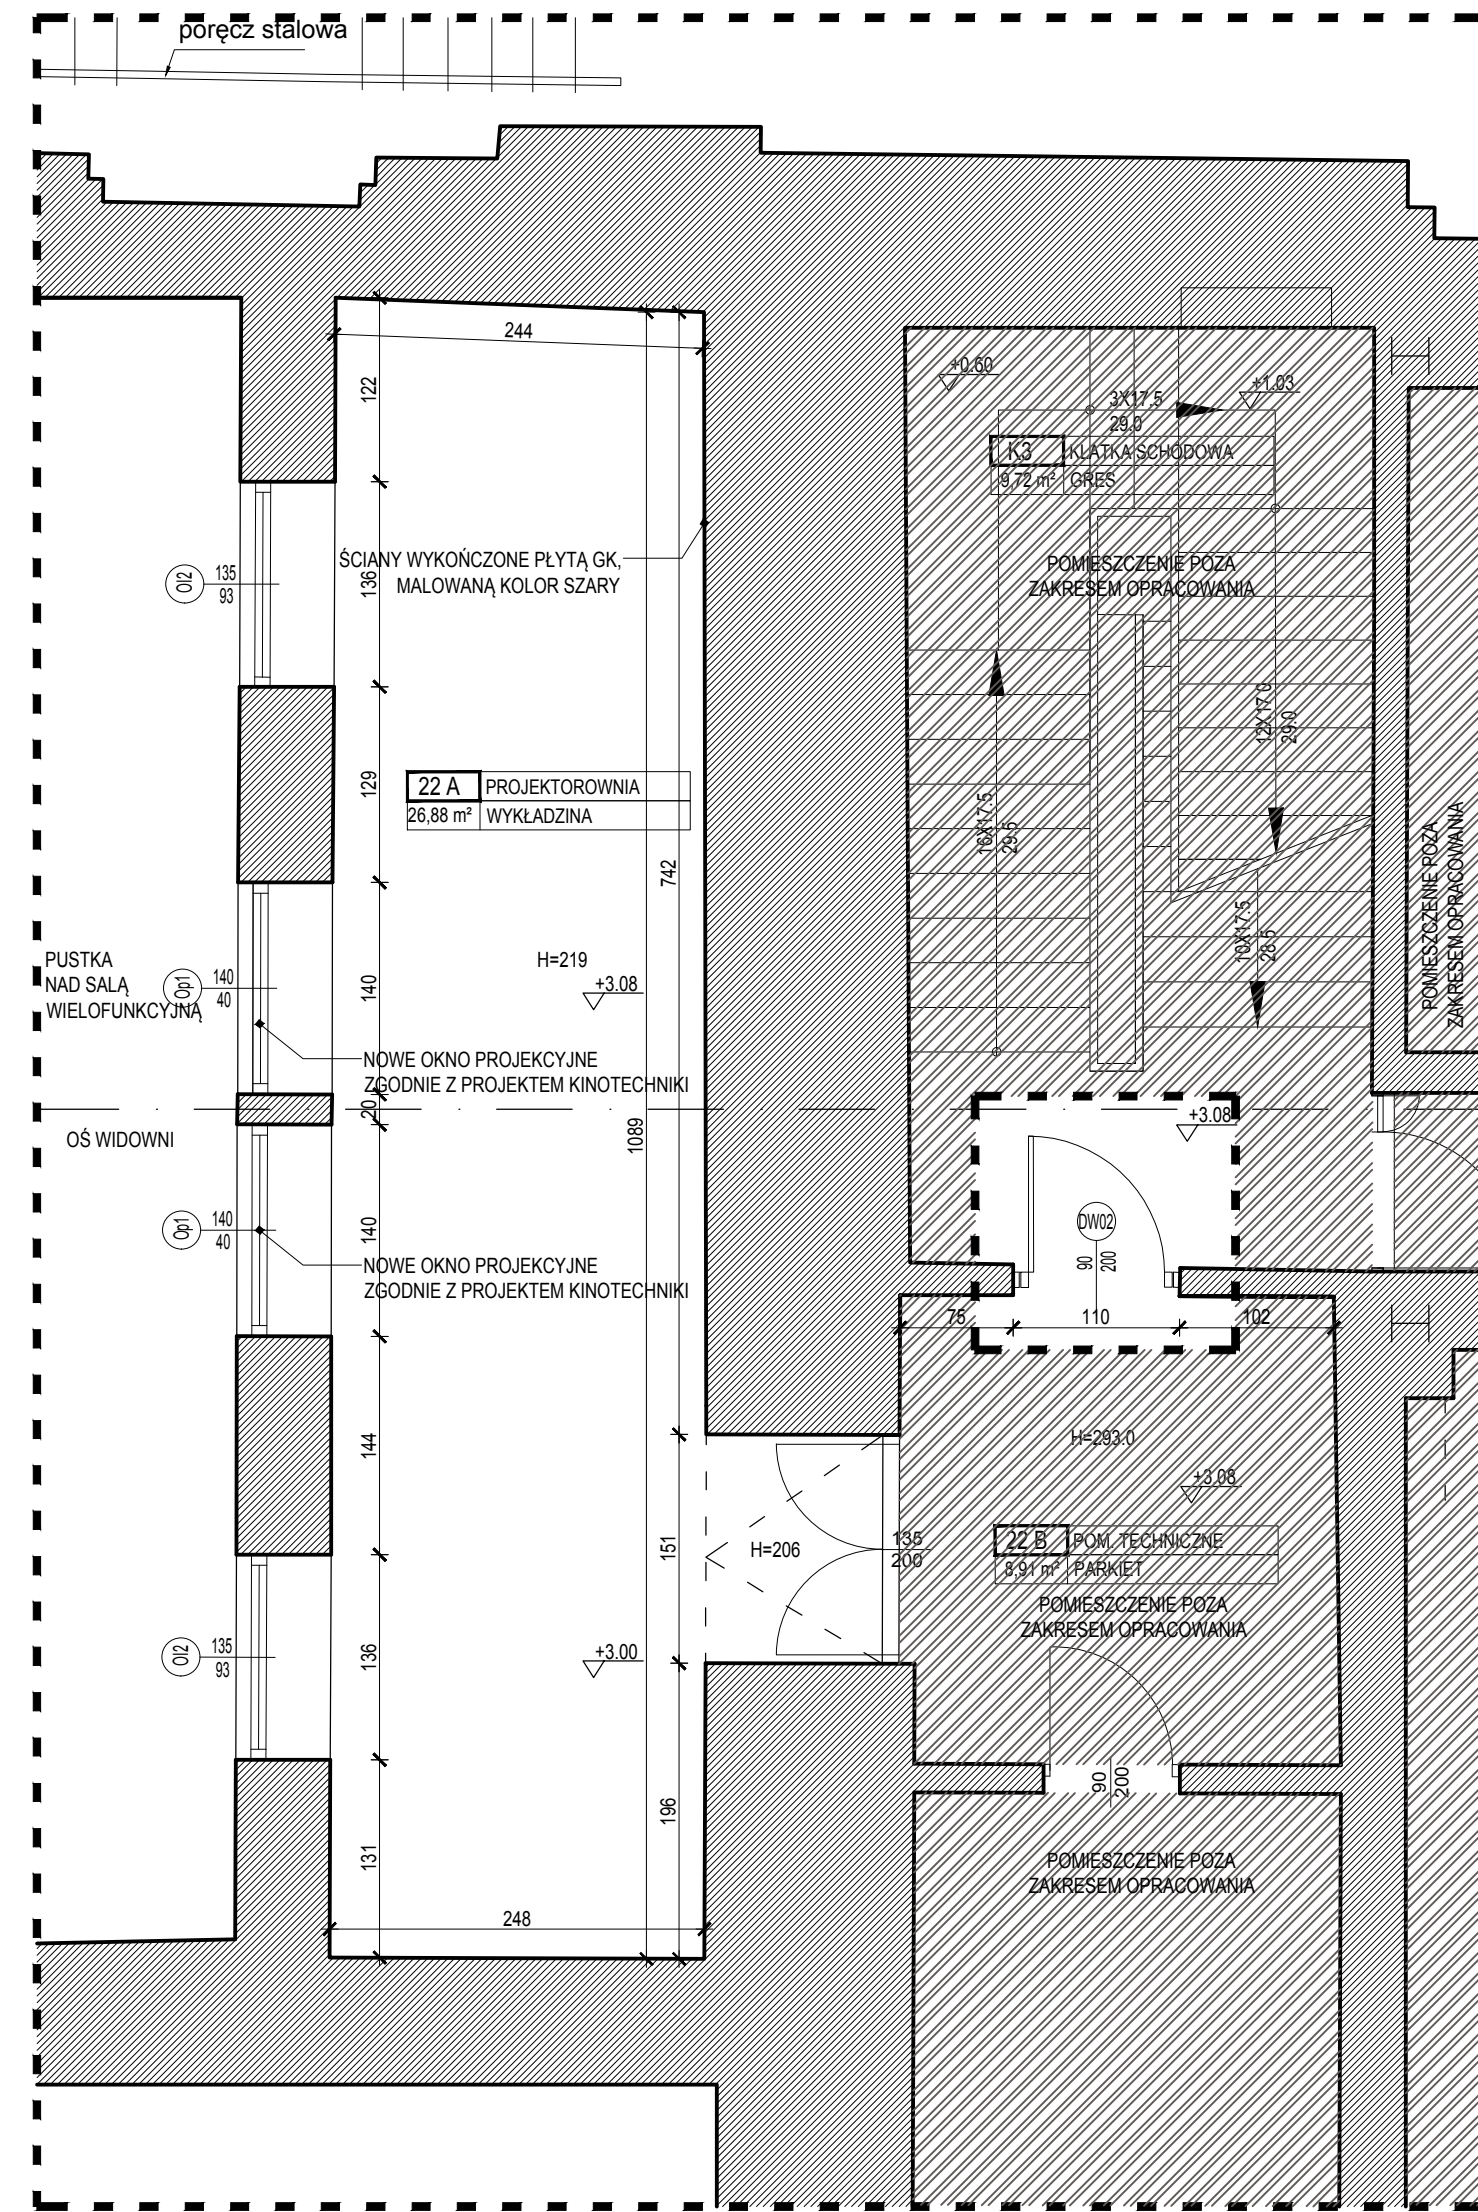 poręcz stalowa
244
122
+0.60
+1.03
3X17.5
29.0
K3 KLATKA SCHODOWA
9,72 m² GRES
ŚCIANY WYKOŃCZONE PŁYTĄ GK,
MALOWANĄ KOLOR SZARY
136
Ol2 135
93
POMIESZCZENIE POZA
ZAKRESEM OPRACOWANIA
12X17.0
29.0
129
22 A PROJEKTOROWNIA
26,88 m² WYKŁADZINA
16X17.5
29.5
742
POMIESZCZENIE POZA
ZAKRESEM OPRACOWANIA
10X17.5
28.5
PUSTKA
NAD SALĄ
WIELOFUNKCYJNĄ
Op1 140
40
140
H=219
+3.08
NOWE OKNO PROJEKCYJNE
ZGODNIE Z PROJEKTEM KINOTECHNIKI
20
OŚ WIDOWNI
1089
+3.08
Op1 140
40
140
NOWE OKNO PROJEKCYJNE
ZGODNIE Z PROJEKTEM KINOTECHNIKI
DW02
90
200
75
110
102
144
H=293.0
+3.08
151
H=206
135
200
22 B POM. TECHNICZNE
8,91 m² PARKIET
POMIESZCZENIE POZA
ZAKRESEM OPRACOWANIA
Ol2 135
93
136
+3.00
90
200
196
131
POMIESZCZENIE POZA
ZAKRESEM OPRACOWANIA
248